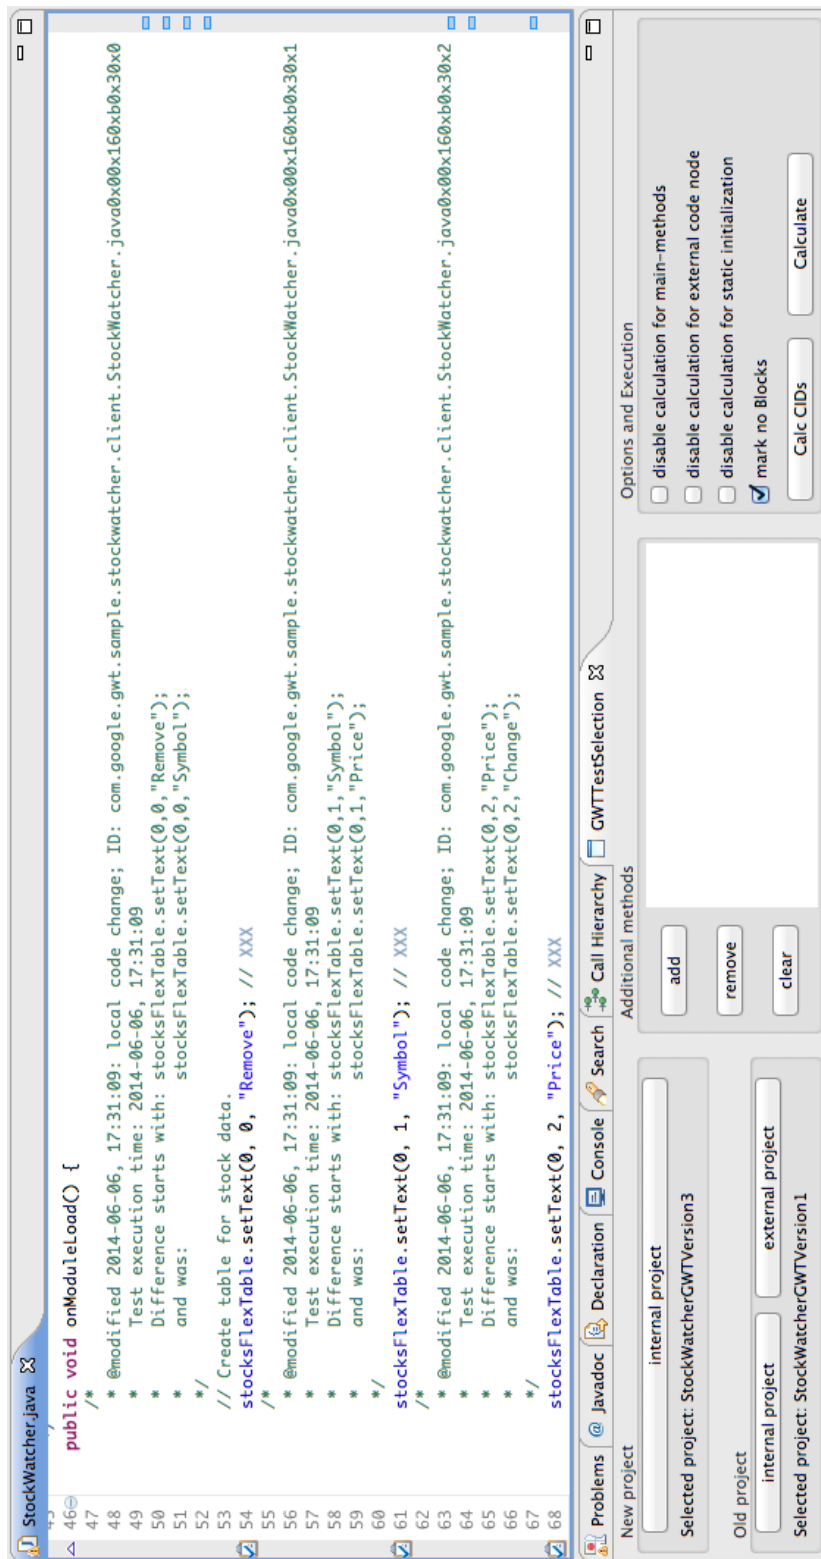 StockWatcher.java
45
46 public void onModuleLoad() {
47 /*
48 * @modified 2014-06-06, 17:31:09: local code change; ID: com.google.gwt.sample.stockwatcher.client.StockWatcher.java0x00x160xb0x30x0
49 * Test execution time: 2014-06-06, 17:31:09
50 * Difference starts with: stocksFlexTable.setText(0,0,"Remove");
51 * and was: stocksFlexTable.setText(0,0,"Symbol");
52 */
53 // Create table for stock data.
54 stocksFlexTable.setText(0, 0, "Remove"); // XXX
55 /*
56 * @modified 2014-06-06, 17:31:09: local code change; ID: com.google.gwt.sample.stockwatcher.client.StockWatcher.java0x00x160xb0x30x1
57 * Test execution time: 2014-06-06, 17:31:09
58 * Difference starts with: stocksFlexTable.setText(0,1,"Symbol");
59 * and was: stocksFlexTable.setText(0,1,"Price");
60 */
61 stocksFlexTable.setText(0, 1, "Symbol"); // XXX
62 /*
63 * @modified 2014-06-06, 17:31:09: local code change; ID: com.google.gwt.sample.stockwatcher.client.StockWatcher.java0x00x160xb0x30x2
64 * Test execution time: 2014-06-06, 17:31:09
65 * Difference starts with: stocksFlexTable.setText(0,2,"Price");
66 * and was: stocksFlexTable.setText(0,2,"Change");
67 */
68 stocksFlexTable.setText(0, 2, "Price"); // XXX
Problems @ Javadoc Declaration Console Search Call Hierarchy GWTTestSelection
New project
internal project
Selected project: StockWatcherGWTVersion3
Old project
internal project external project
Selected project: StockWatcherGWTVersion1
Additional methods
add
remove
clear
Options and Execution
disable calculation for main-methods
disable calculation for external code node
disable calculation for static initialization
mark no Blocks
Calc CIDs Calculate